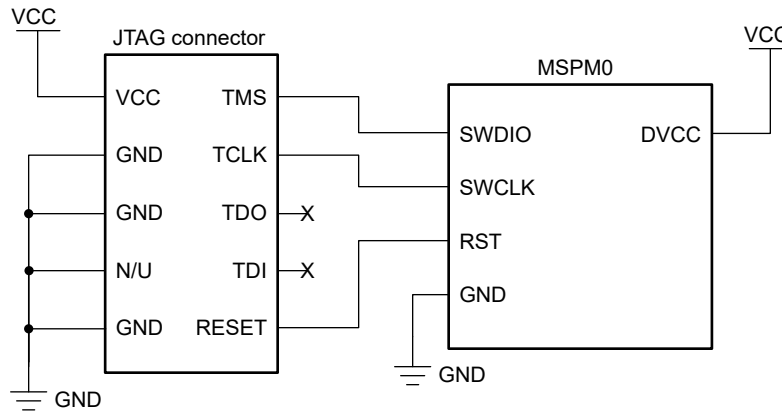 VCC
JTAG connector
VCC
TMS
GND
TCLK
GND
TDO
X
N/U
TDI
X
GND
RESET
GND
VCC
MSPM0
SWDIO
DVCC
SWCLK
RST
GND
GND